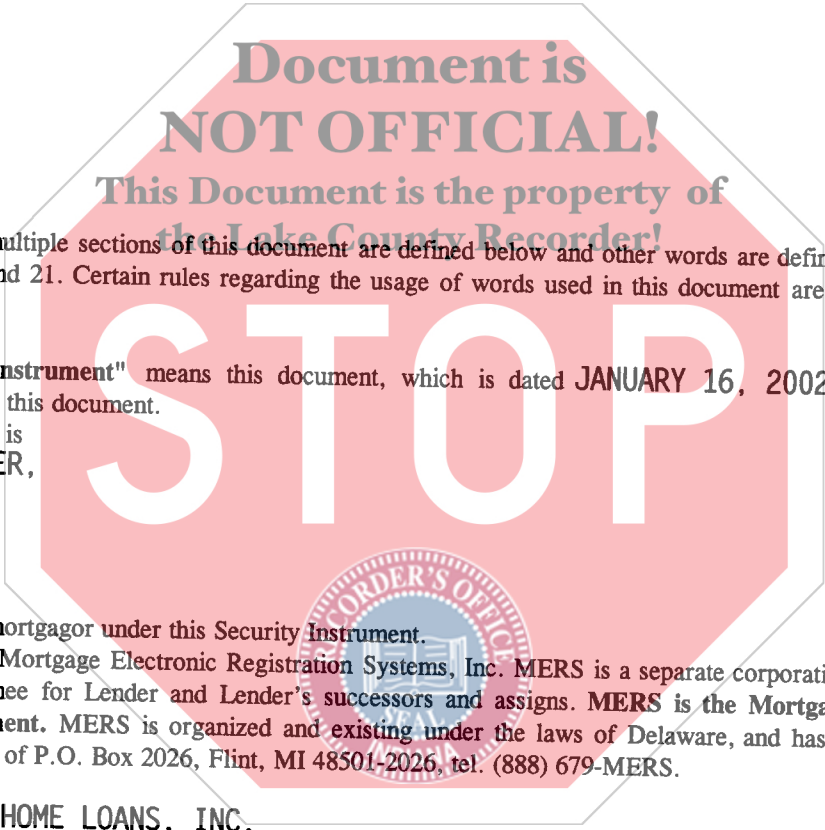 Document is
NOT OFFICIAL!
This Document is the property of
the Lake County Recorder!
ultiple sections of this document are defined below and other words are defin
nd 21. Certain rules regarding the usage of words used in this document are
nstrument" means this document, which is dated JANUARY 16, 2002
this document.
is
ER,
STOP
RECORDER'S OFFICE
SEAL
INDIANA
ortgagor under this Security Instrument.
Mortgage Electronic Registration Systems, Inc. MERS is a separate corporati
nee for Lender and Lender's successors and assigns. MERS is the Mortga
ent. MERS is organized and existing under the laws of Delaware, and has
of P.O. Box 2026, Flint, MI 48501-2026, tel. (888) 679-MERS.
HOME LOANS, INC.